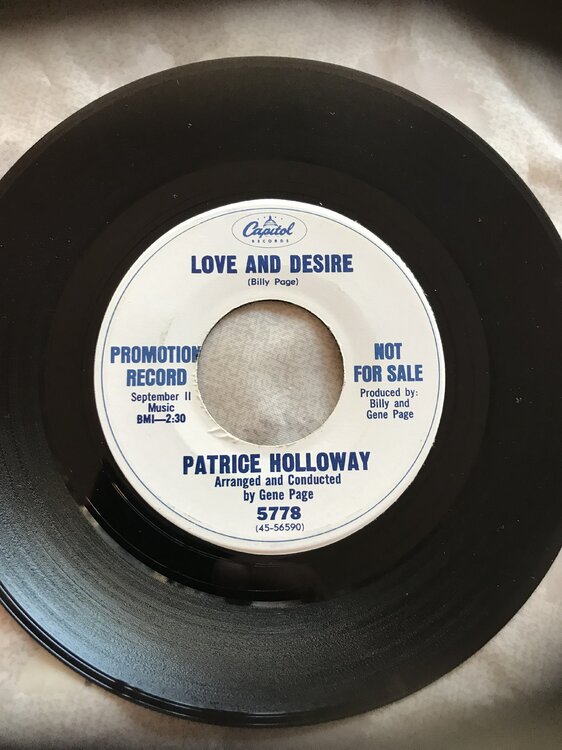 Capitol
RECORDS
LOVE AND DESIRE
(Billy Page)
PROMOTION
RECORD
September II
Music
BMI—2:30
NOT
FOR SALE
Produced by:
Billy and
Gene Page
PATRICE HOLLOWAY
Arranged and Conducted
by Gene Page
5778
(45-56590)